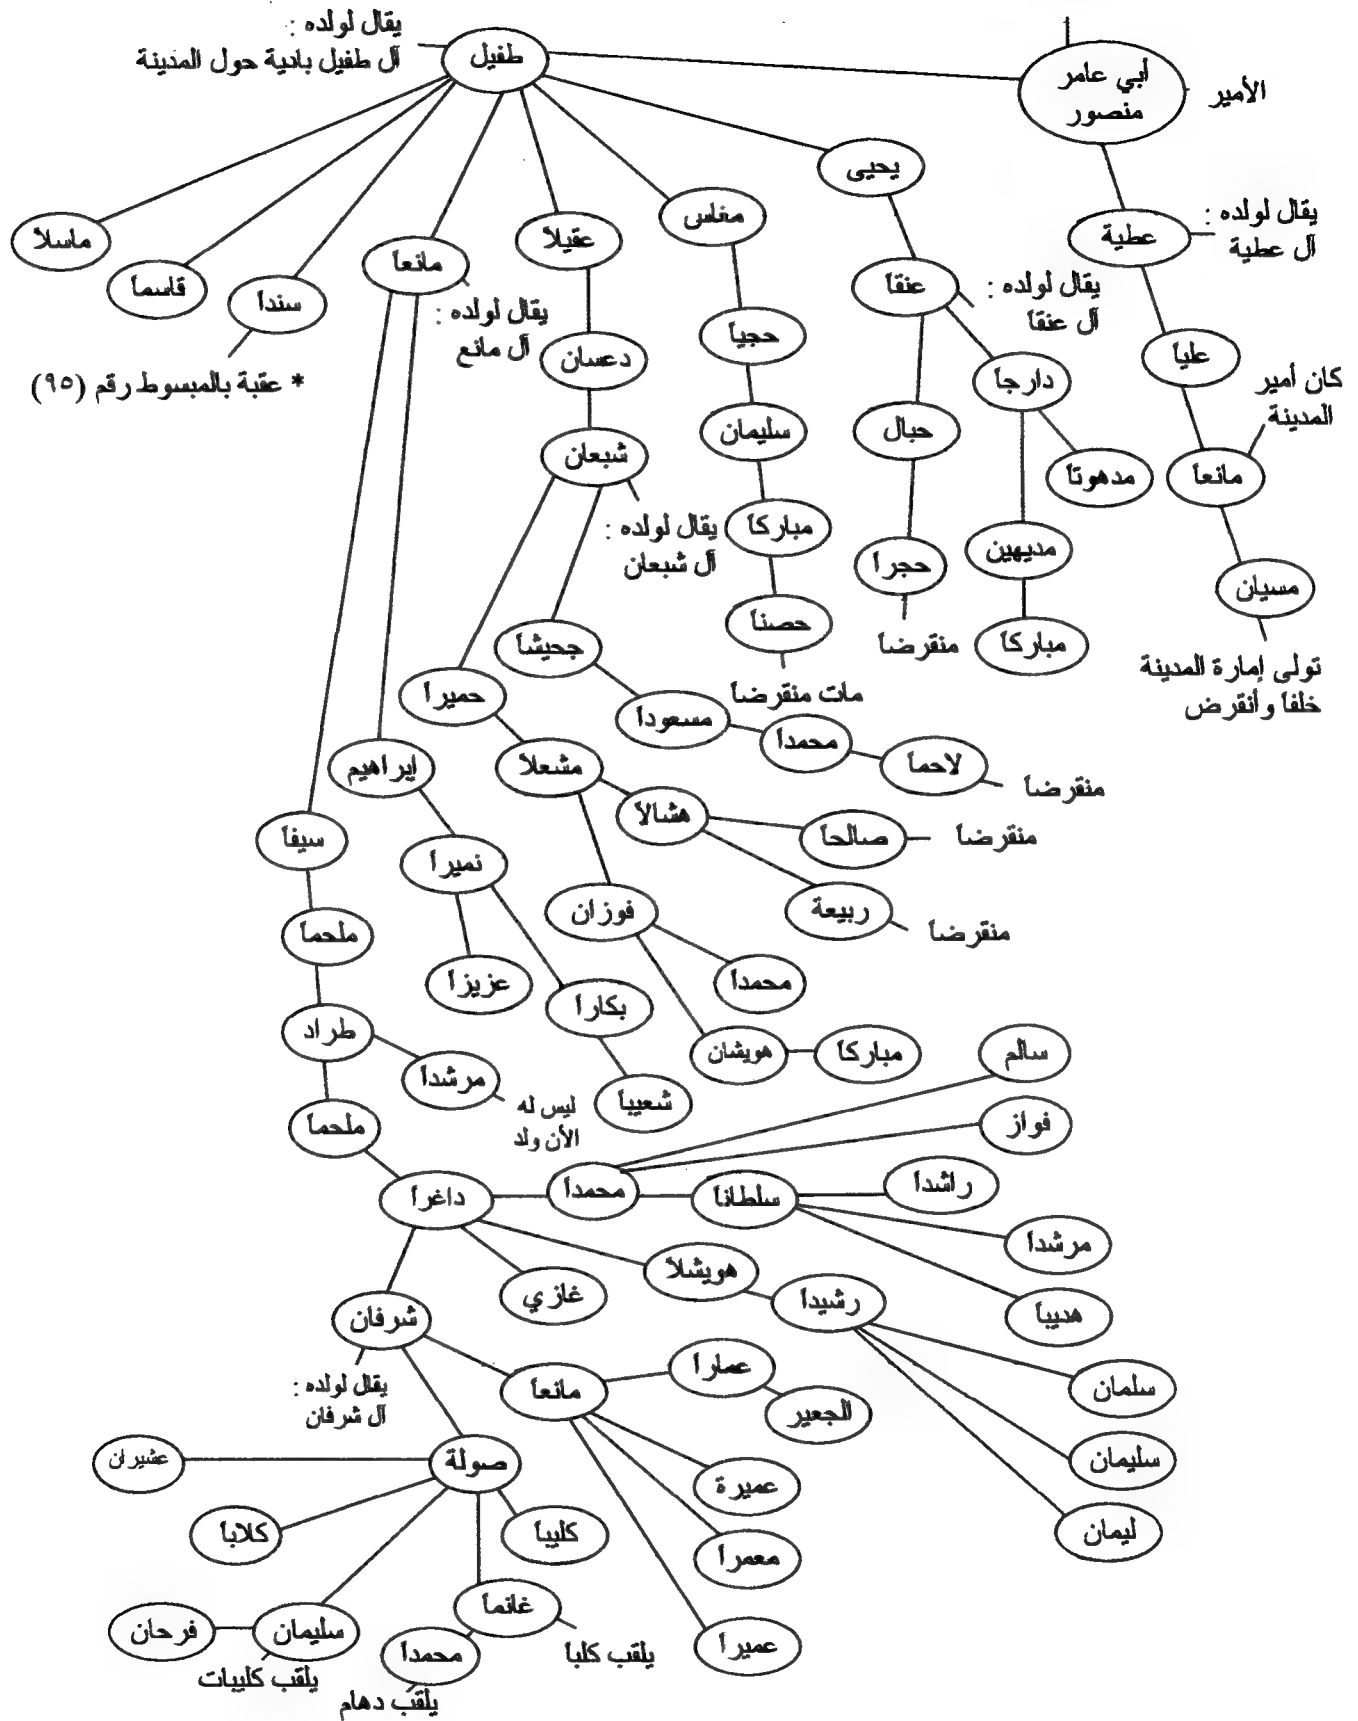 يقال لولده :
آل طفيل بادية حول المدينة
طفيل
أبي عامر
منصور
الأمير
يحيى
مغامس
عقيلاً
مانعاً
سنداً
قاسماً
ماسلاً
عطية
يقال لولده :
آل عطية
عنقا
يقال لولده :
آل عنقا
يقال لولده :
آل مانع
حجياً
دعسان
* عقبة بالمبسوط رقم (٩٥)
علياً
كان أمير
المدينة
دارجاً
حبال
سليمان
شبعان
مدهوتا
مانعاً
يقال لولده :
آل شبعان
مباركاً
حجراً
مديهين
مسيان
حصناً
منقرضاً
مباركاً
تولى إمارة المدينة
خلفا وأنقرض
مات منقرضاً
جحيشاً
حميراً
مسعوداً
محمداً
لاحماً
منقرضاً
إبراهيم
مشعلاً
هشالاً
صالحاً
منقرضاً
سيفاً
نميراً
فوزان
ربيعة
منقرضاً
ملحماً
عزيزاً
بكاراً
محمداً
طراد
مرشداً
ليس له
الأن ولد
شعيباً
هويشان
مباركاً
سالم
فواز
ملحماً
داغراً
محمداً
سلطاناً
راشداً
مرشداً
هديباً
غازي
هويشلاً
رشيداً
شرفان
يقال لولده :
آل شرفان
مانعاً
عماراً
الجعير
سلمان
سليمان
ليمان
صولة
عشيران
كلاباً
كليباً
عميرة
معمراً
عميراً
فرحان
سليمان
يلقب كليبات
غانماً
يلقب كلبا
محمداً
يلقب دهام